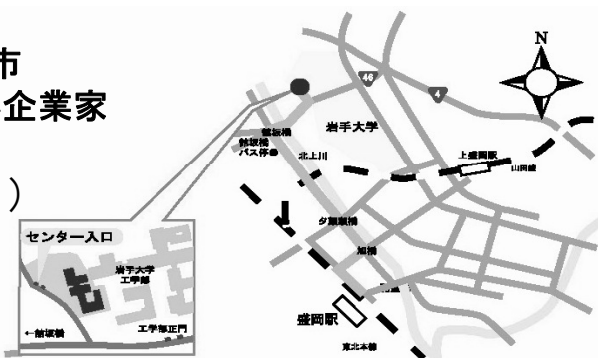 市
企業家
)
N
46
4
岩手大学
館坂橋
館坂橋
バス停●
北上川
上盛岡駅
山田線
夕顔瀬橋
旭橋
盛岡駅
東北本線
センター入口
岩手大学
工学部
←館坂橋
工学部正門